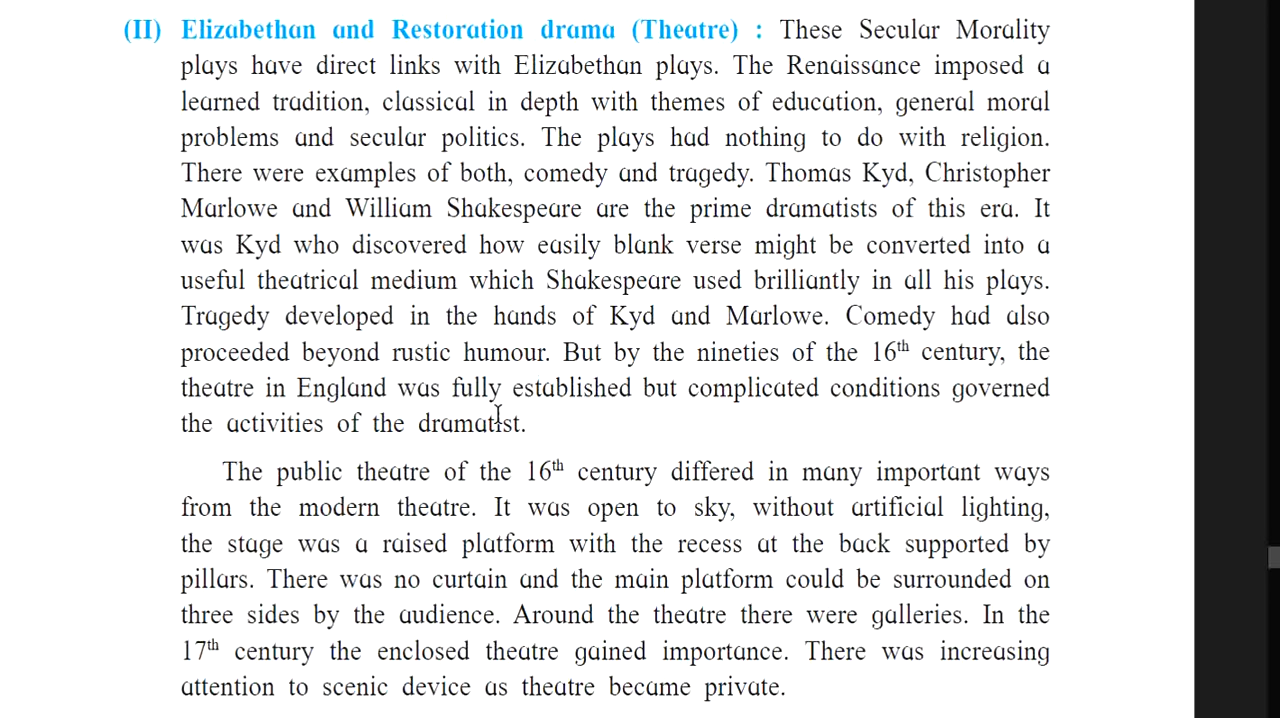 (II) Elizabethan and Restoration drama (Theatre) : These Secular Morality
plays have direct links with Elizabethan plays. The Renaissance imposed a
learned tradition, classical in depth with themes of education, general moral
problems and secular politics. The plays had nothing to do with religion.
There were examples of both, comedy and tragedy. Thomas Kyd, Christopher
Marlowe and William Shakespeare are the prime dramatists of this era. It
was Kyd who discovered how easily blank verse might be converted into a
useful theatrical medium which Shakespeare used brilliantly in all his plays.
Tragedy developed in the hands of Kyd and Marlowe. Comedy had also
proceeded beyond rustic humour. But by the nineties of the 16th century, the
theatre in England was fully established but complicated conditions governed
the activities of the dramatist.
The public theatre of the 16th century differed in many important ways
from the modern theatre. It was open to sky, without artificial lighting,
the stage was a raised platform with the recess at the back supported by
pillars. There was no curtain and the main platform could be surrounded on
three sides by the audience. Around the theatre there were galleries. In the
17th century the enclosed theatre gained importance. There was increasing
attention to scenic device as theatre became private.